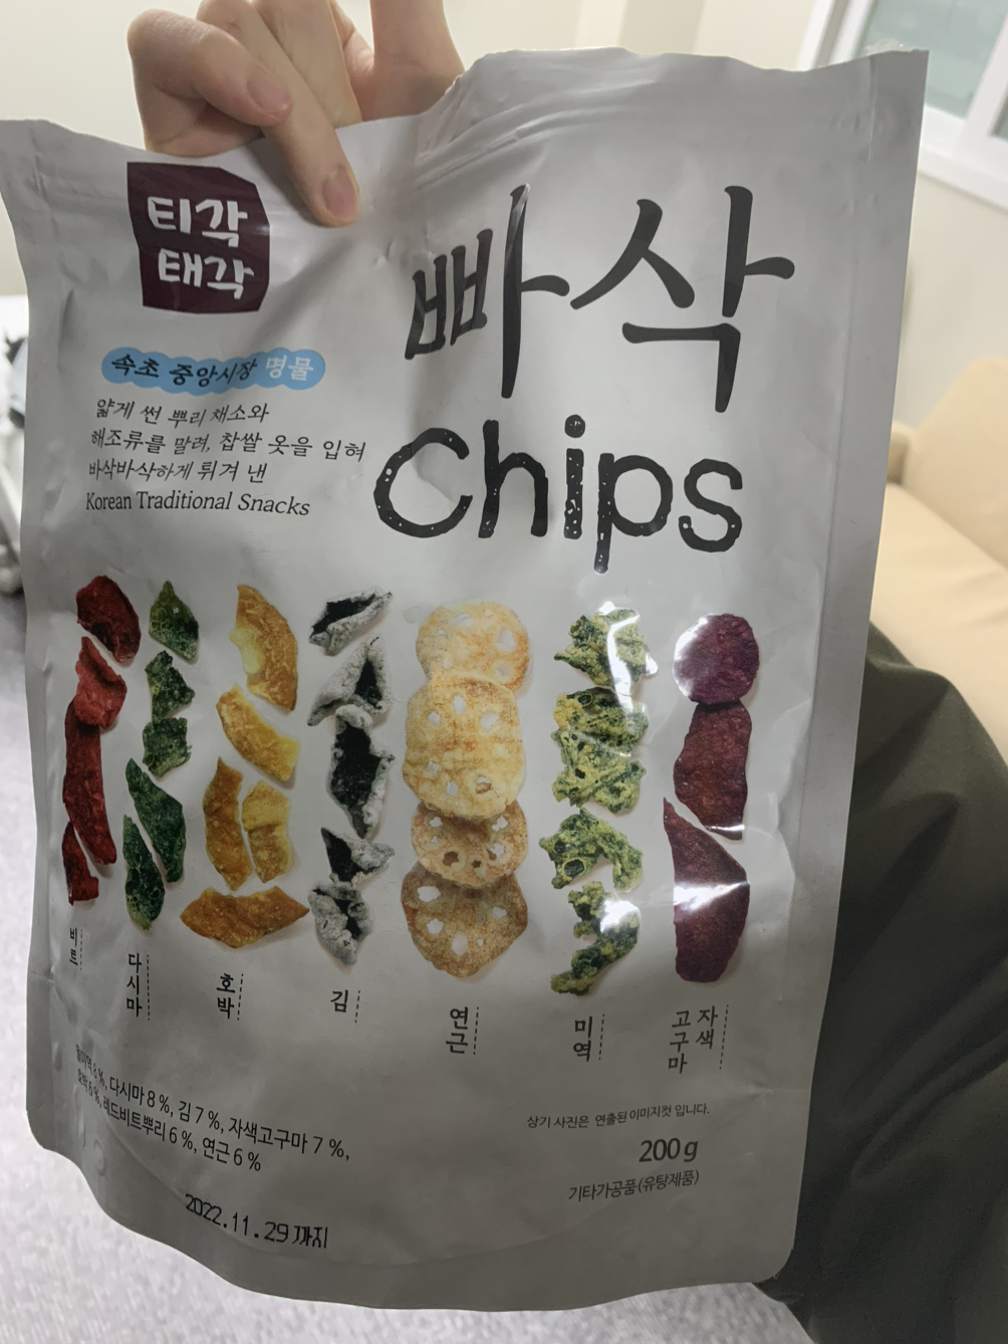 티각
태각
빠삭
Chips
속초 중앙시장 명물
얇게 썬 뿌리 채소와
해조류를 말려, 찹쌀 옷을 입혀
바삭바삭하게 튀겨 낸
Korean Traditional Snacks
비트
다시마
호박
김
연근
미역
자색
고구마
8%, 다시마 8 %, 김 7 %, 자색고구마 7 %,
6%, 레드비트뿌리 6 %, 연근 6 %
상기 사진은 연출된 이미지컷 입니다.
200 g
기타가공품(유탕제품)
2022.11.29까지